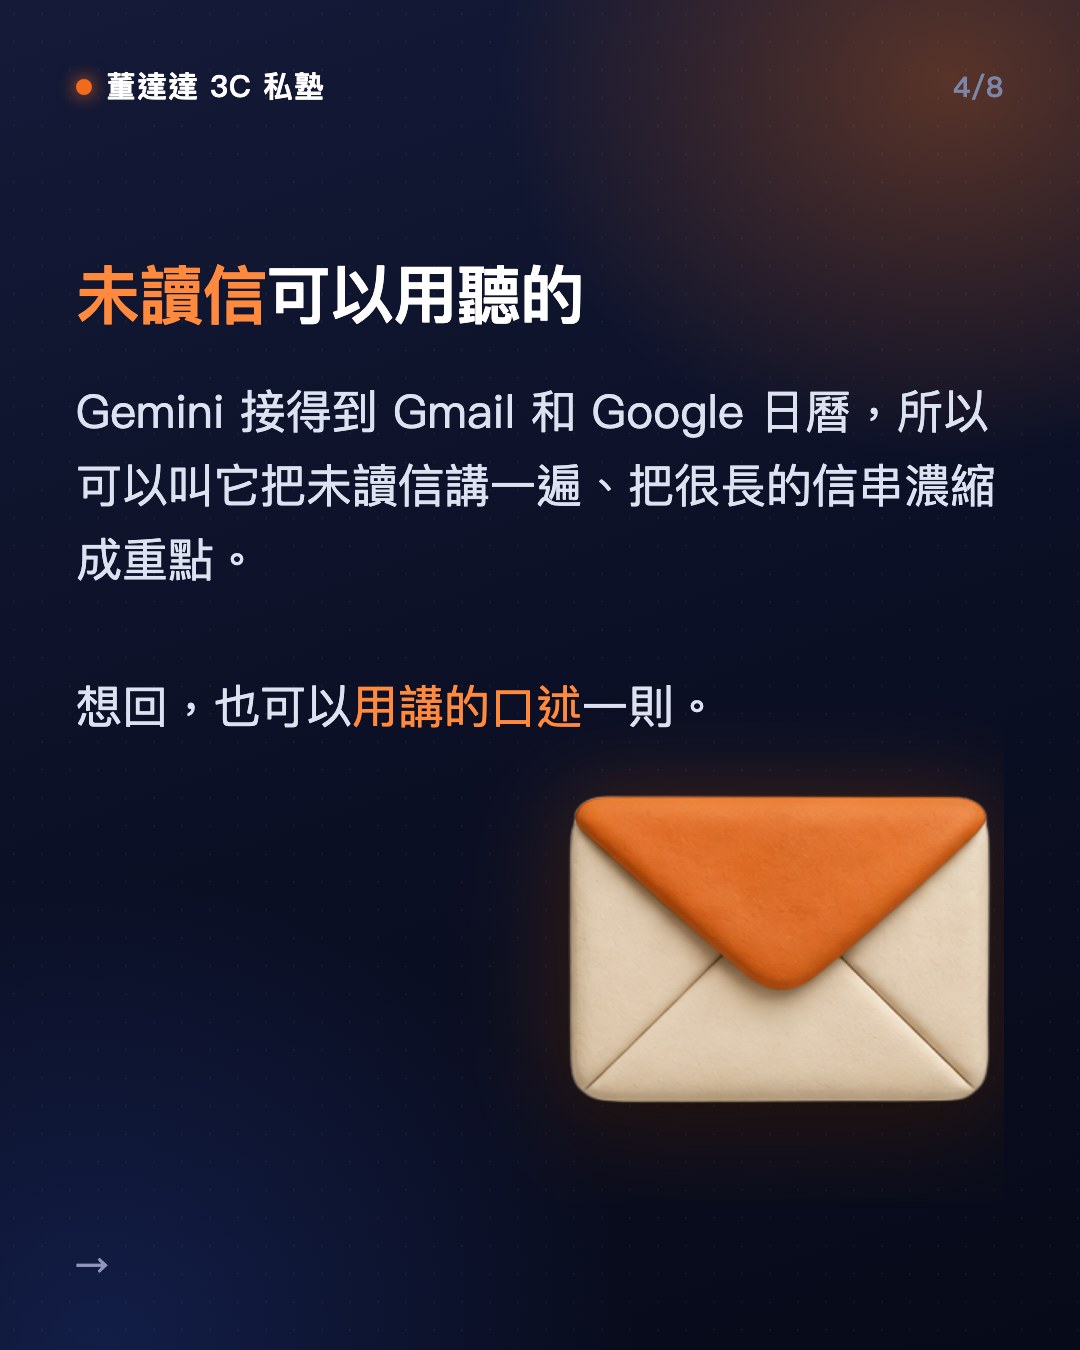 董達達 3C 私塾
4/8
未讀信可以用聽的
Gemini 接得到 Gmail 和 Google 日曆，所以
可以叫它把未讀信講一遍、把很長的信串濃縮
成重點。
想回，也可以用講的口述一則。
→